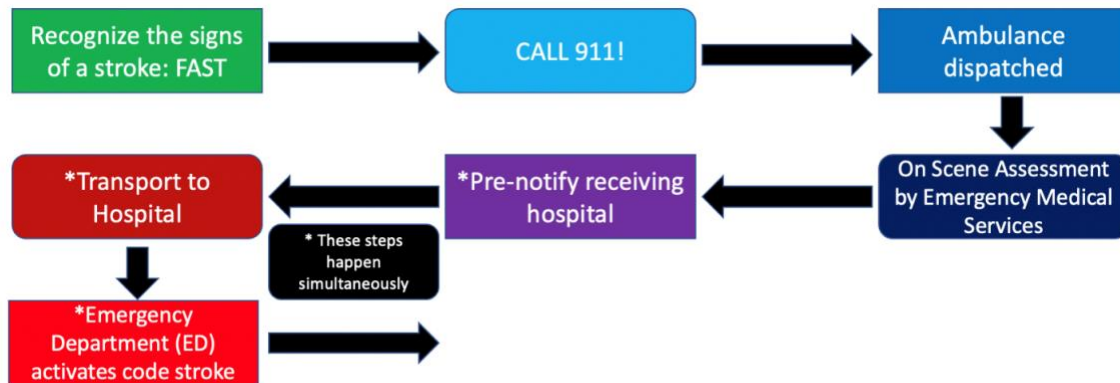 Recognize the signs
of a stroke: FAST
CALL 911!
Ambulance
dispatched
On Scene Assessment
by Emergency Medical
Services
*Pre-notify receiving
hospital
*Transport to
Hospital
* These steps
happen
simultaneously
*Emergency
Department (ED)
activates code stroke